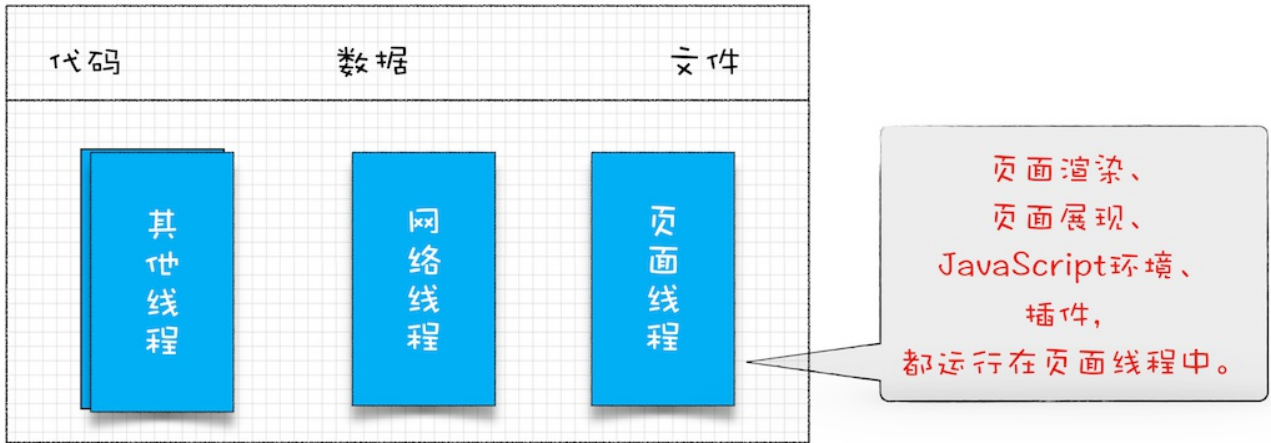 代码
数据
文件
其他线程
网络线程
页面线程
页面渲染、
页面展现、
JavaScript环境、
插件,
都运行在页面线程中。